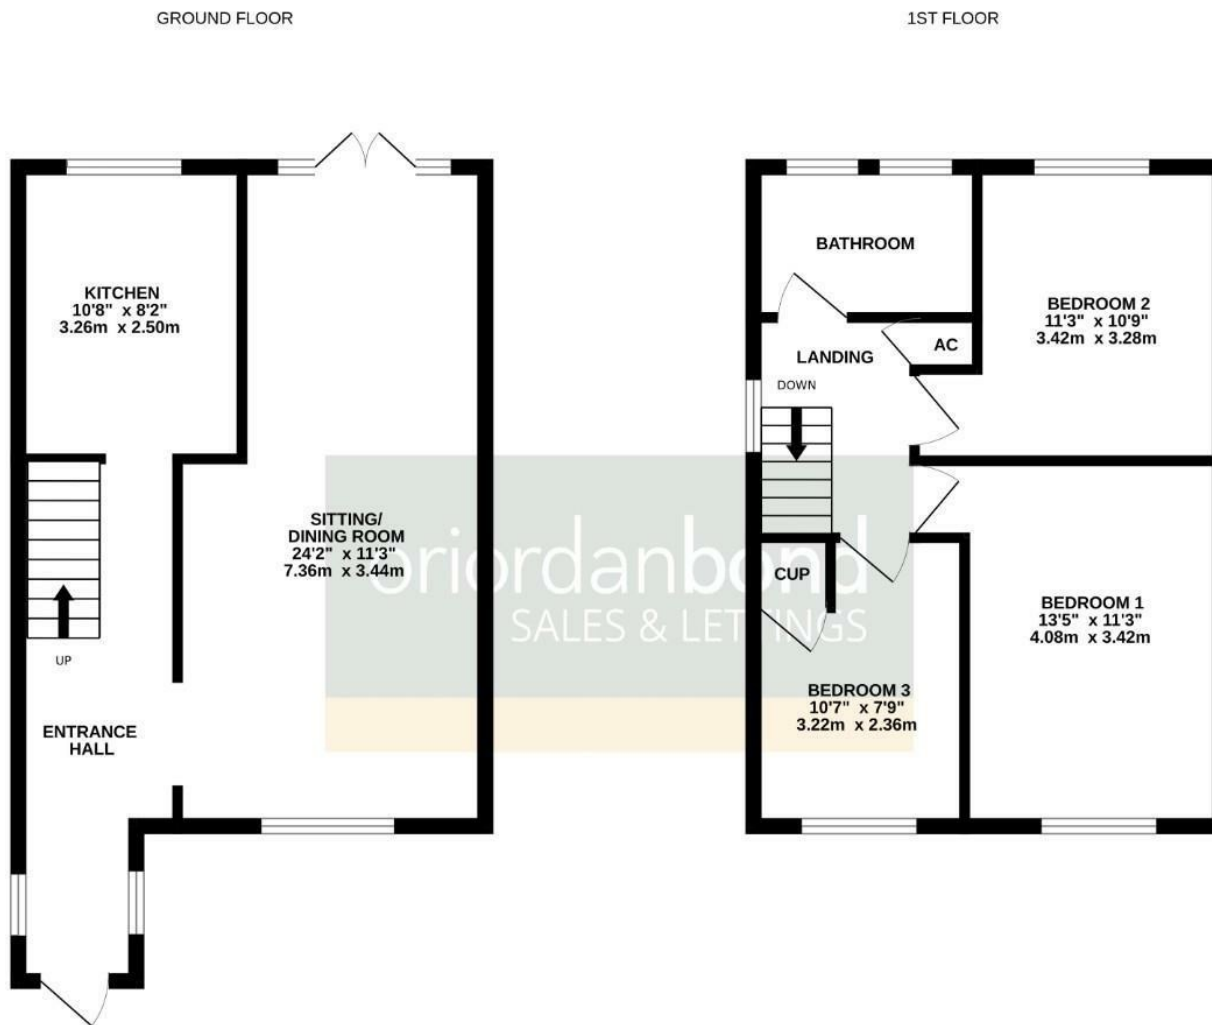 GROUND FLOOR
1ST FLOOR
KITCHEN
10'8" x 8'2"
3.26m x 2.50m
SITTING/
DINING ROOM
24'2" x 11'3"
7.36m x 3.44m
UP
ENTRANCE
HALL
BATHROOM
BEDROOM 2
11'3" x 10'9"
3.42m x 3.28m
AC
LANDING
DOWN
CUP
BEDROOM 1
13'5" x 11'3"
4.08m x 3.42m
BEDROOM 3
10'7" x 7'9"
3.22m x 2.36m
oriordanbond
SALES & LETTINGS